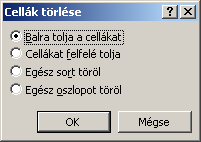 Cellák törlése
Balra tolja a cellákat
Cellákat felfelé tolja
Egész sort töröl
Egész oszlopot töröl
OK
Mégse